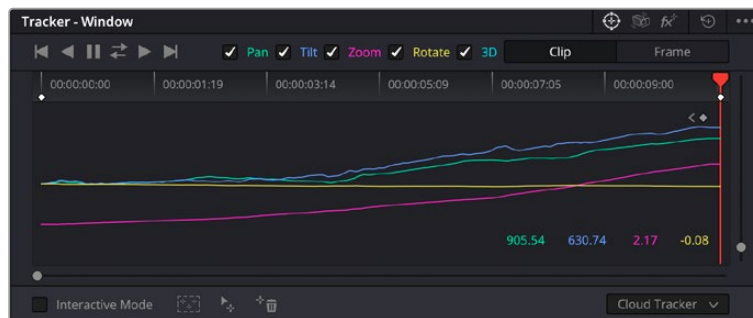 Tracker - Window
fx
Pan Tilt Zoom Rotate 3D Clip Frame
00:00:00:00 00:00:01:19 00:00:03:14 00:00:05:09 00:00:07:05 00:00:09:00
905.54 630.74 2.17 -0.08
Interactive Mode Cloud Tracker